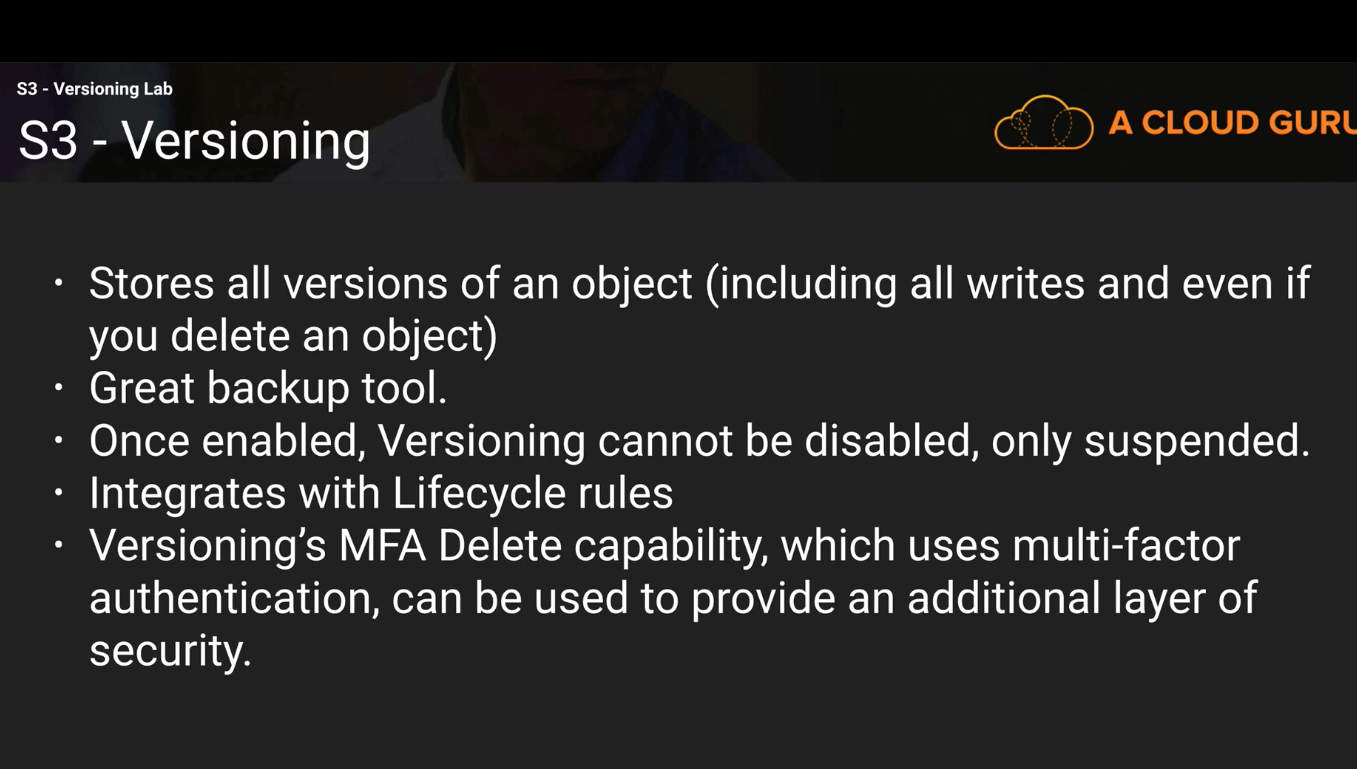 S3 - Versioning Lab
S3 - Versioning
A CLOUD GURU
• Stores all versions of an object (including all writes and even if
you delete an object)
• Great backup tool.
• Once enabled, Versioning cannot be disabled, only suspended.
• Integrates with Lifecycle rules
• Versioning’s MFA Delete capability, which uses multi-factor
authentication, can be used to provide an additional layer of
security.